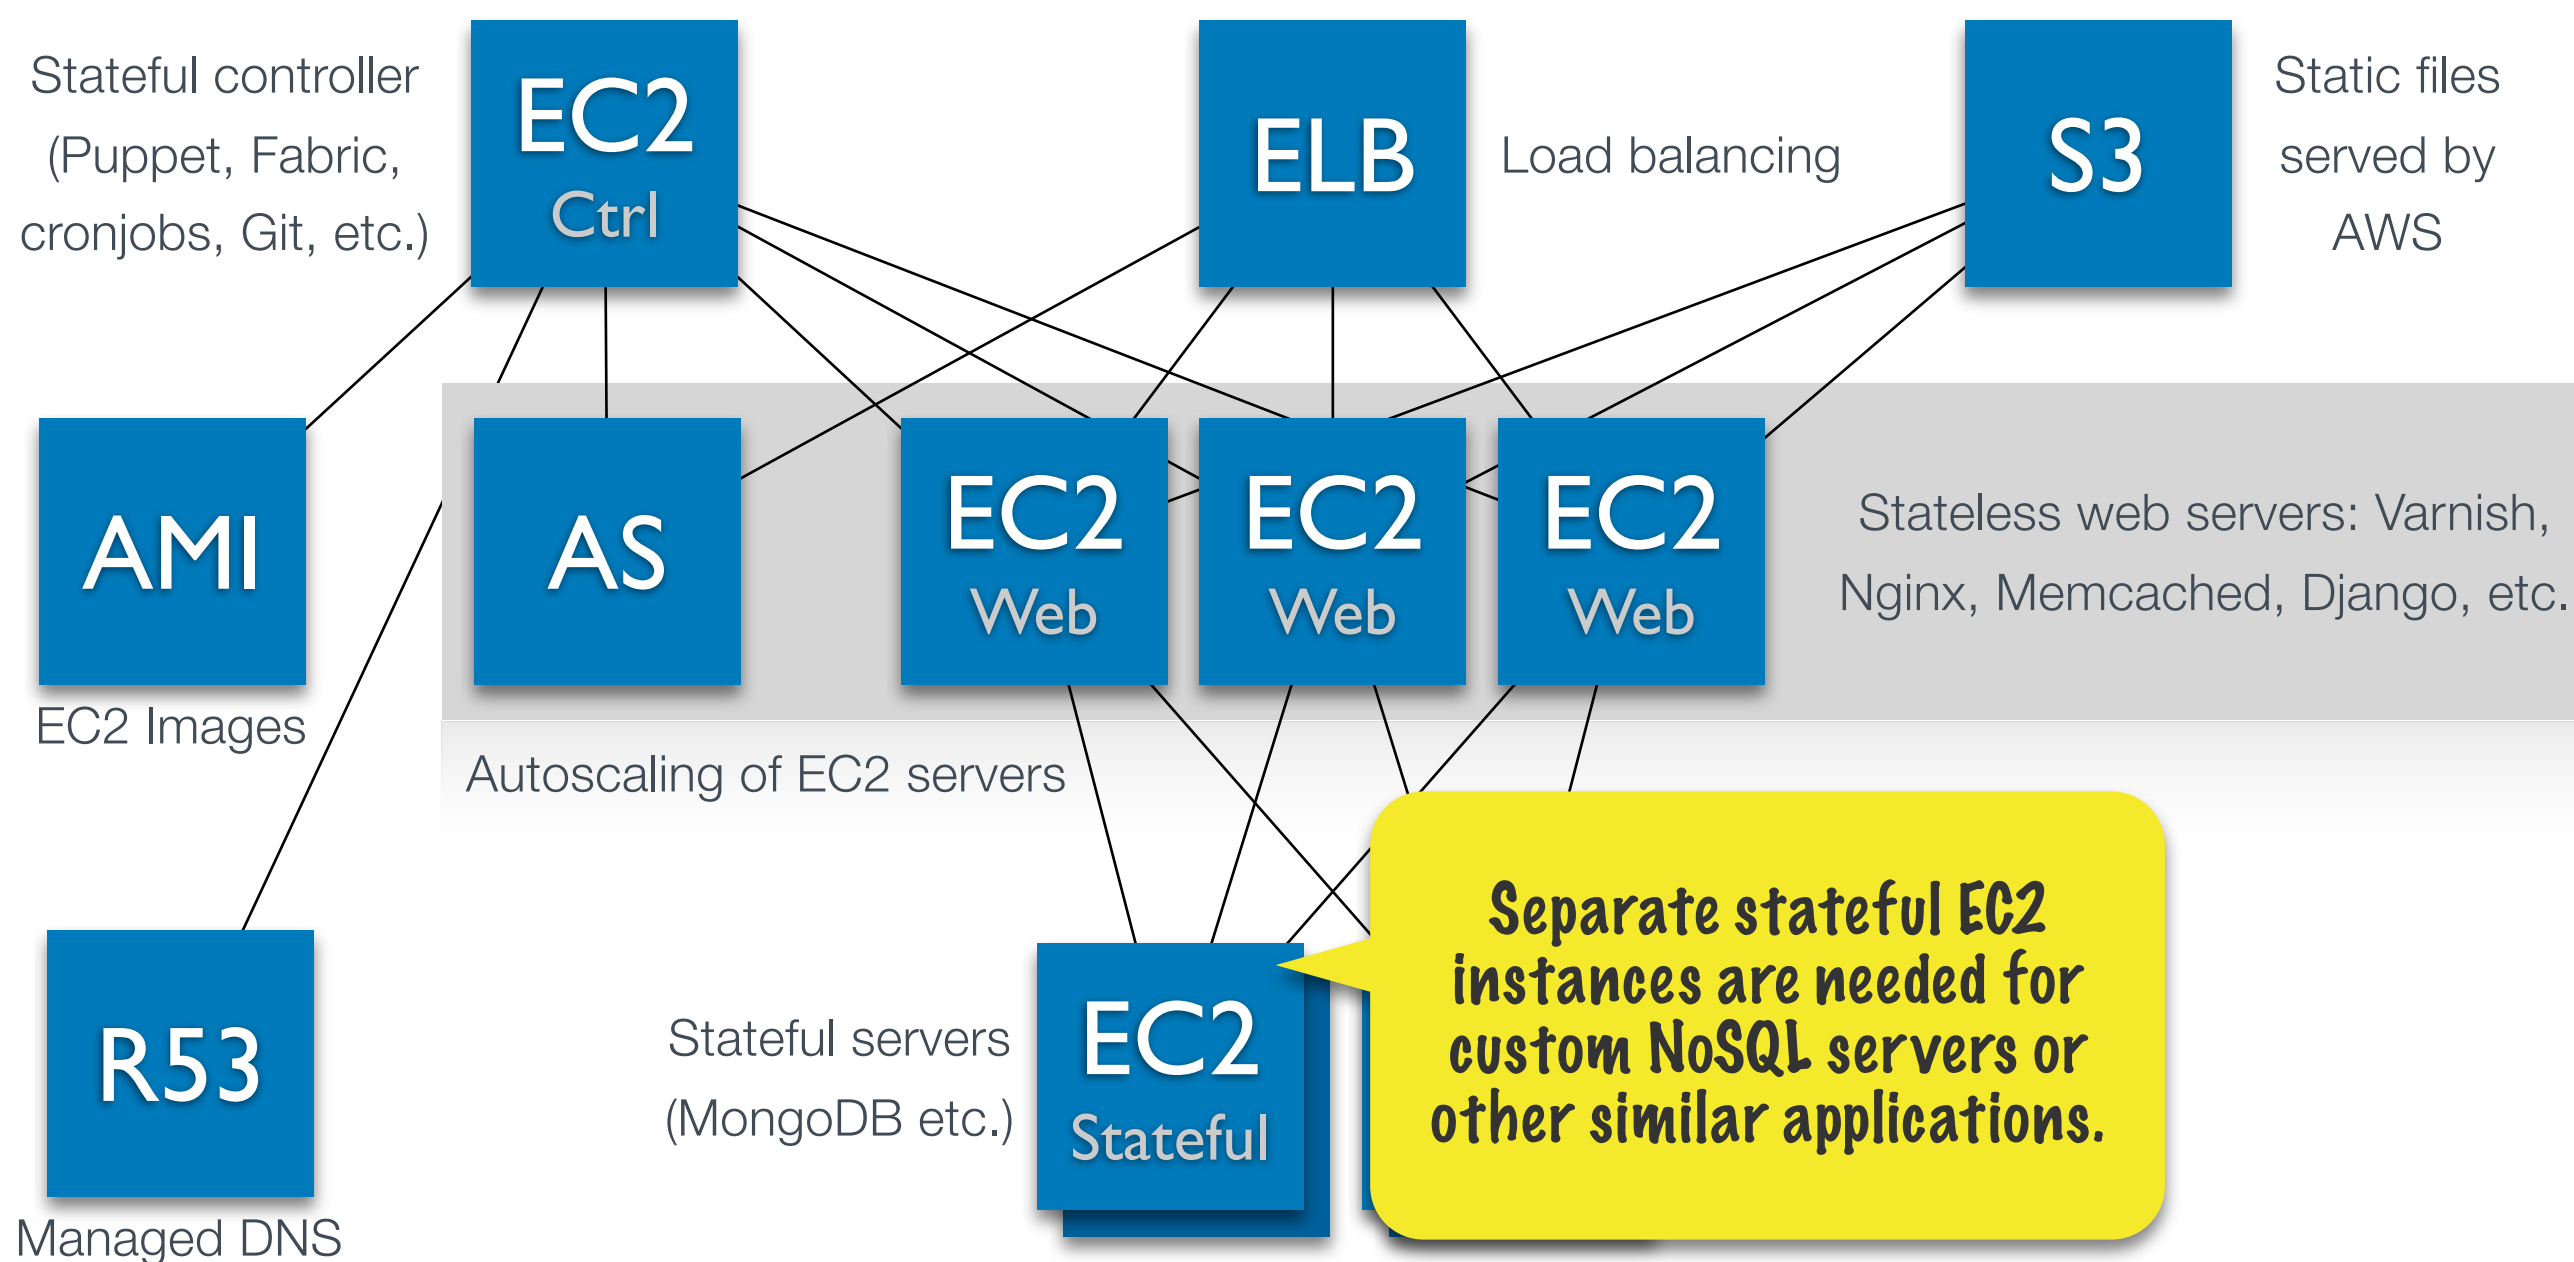 Stateful controller
(Puppet, Fabric,
cronjobs, Git, etc.)
EC2
Ctrl
ELB
Load balancing
S3
Static files
served by
AWS
AMI
EC2 Images
AS
EC2
Web
EC2
Web
EC2
Web
Stateless web servers: Varnish,
Nginx, Memcached, Django, etc.
Autoscaling of EC2 servers
R53
Managed DNS
Stateful servers
(MongoDB etc.)
EC2
Stateful
Separate stateful EC2
instances are needed for
custom NoSQL servers or
other similar applications.